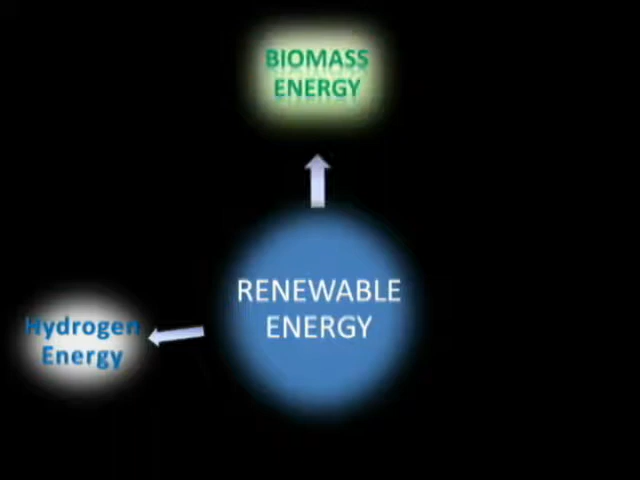 BIOMASS
ENERGY
RENEWABLE
ENERGY
Hydrogen
Energy